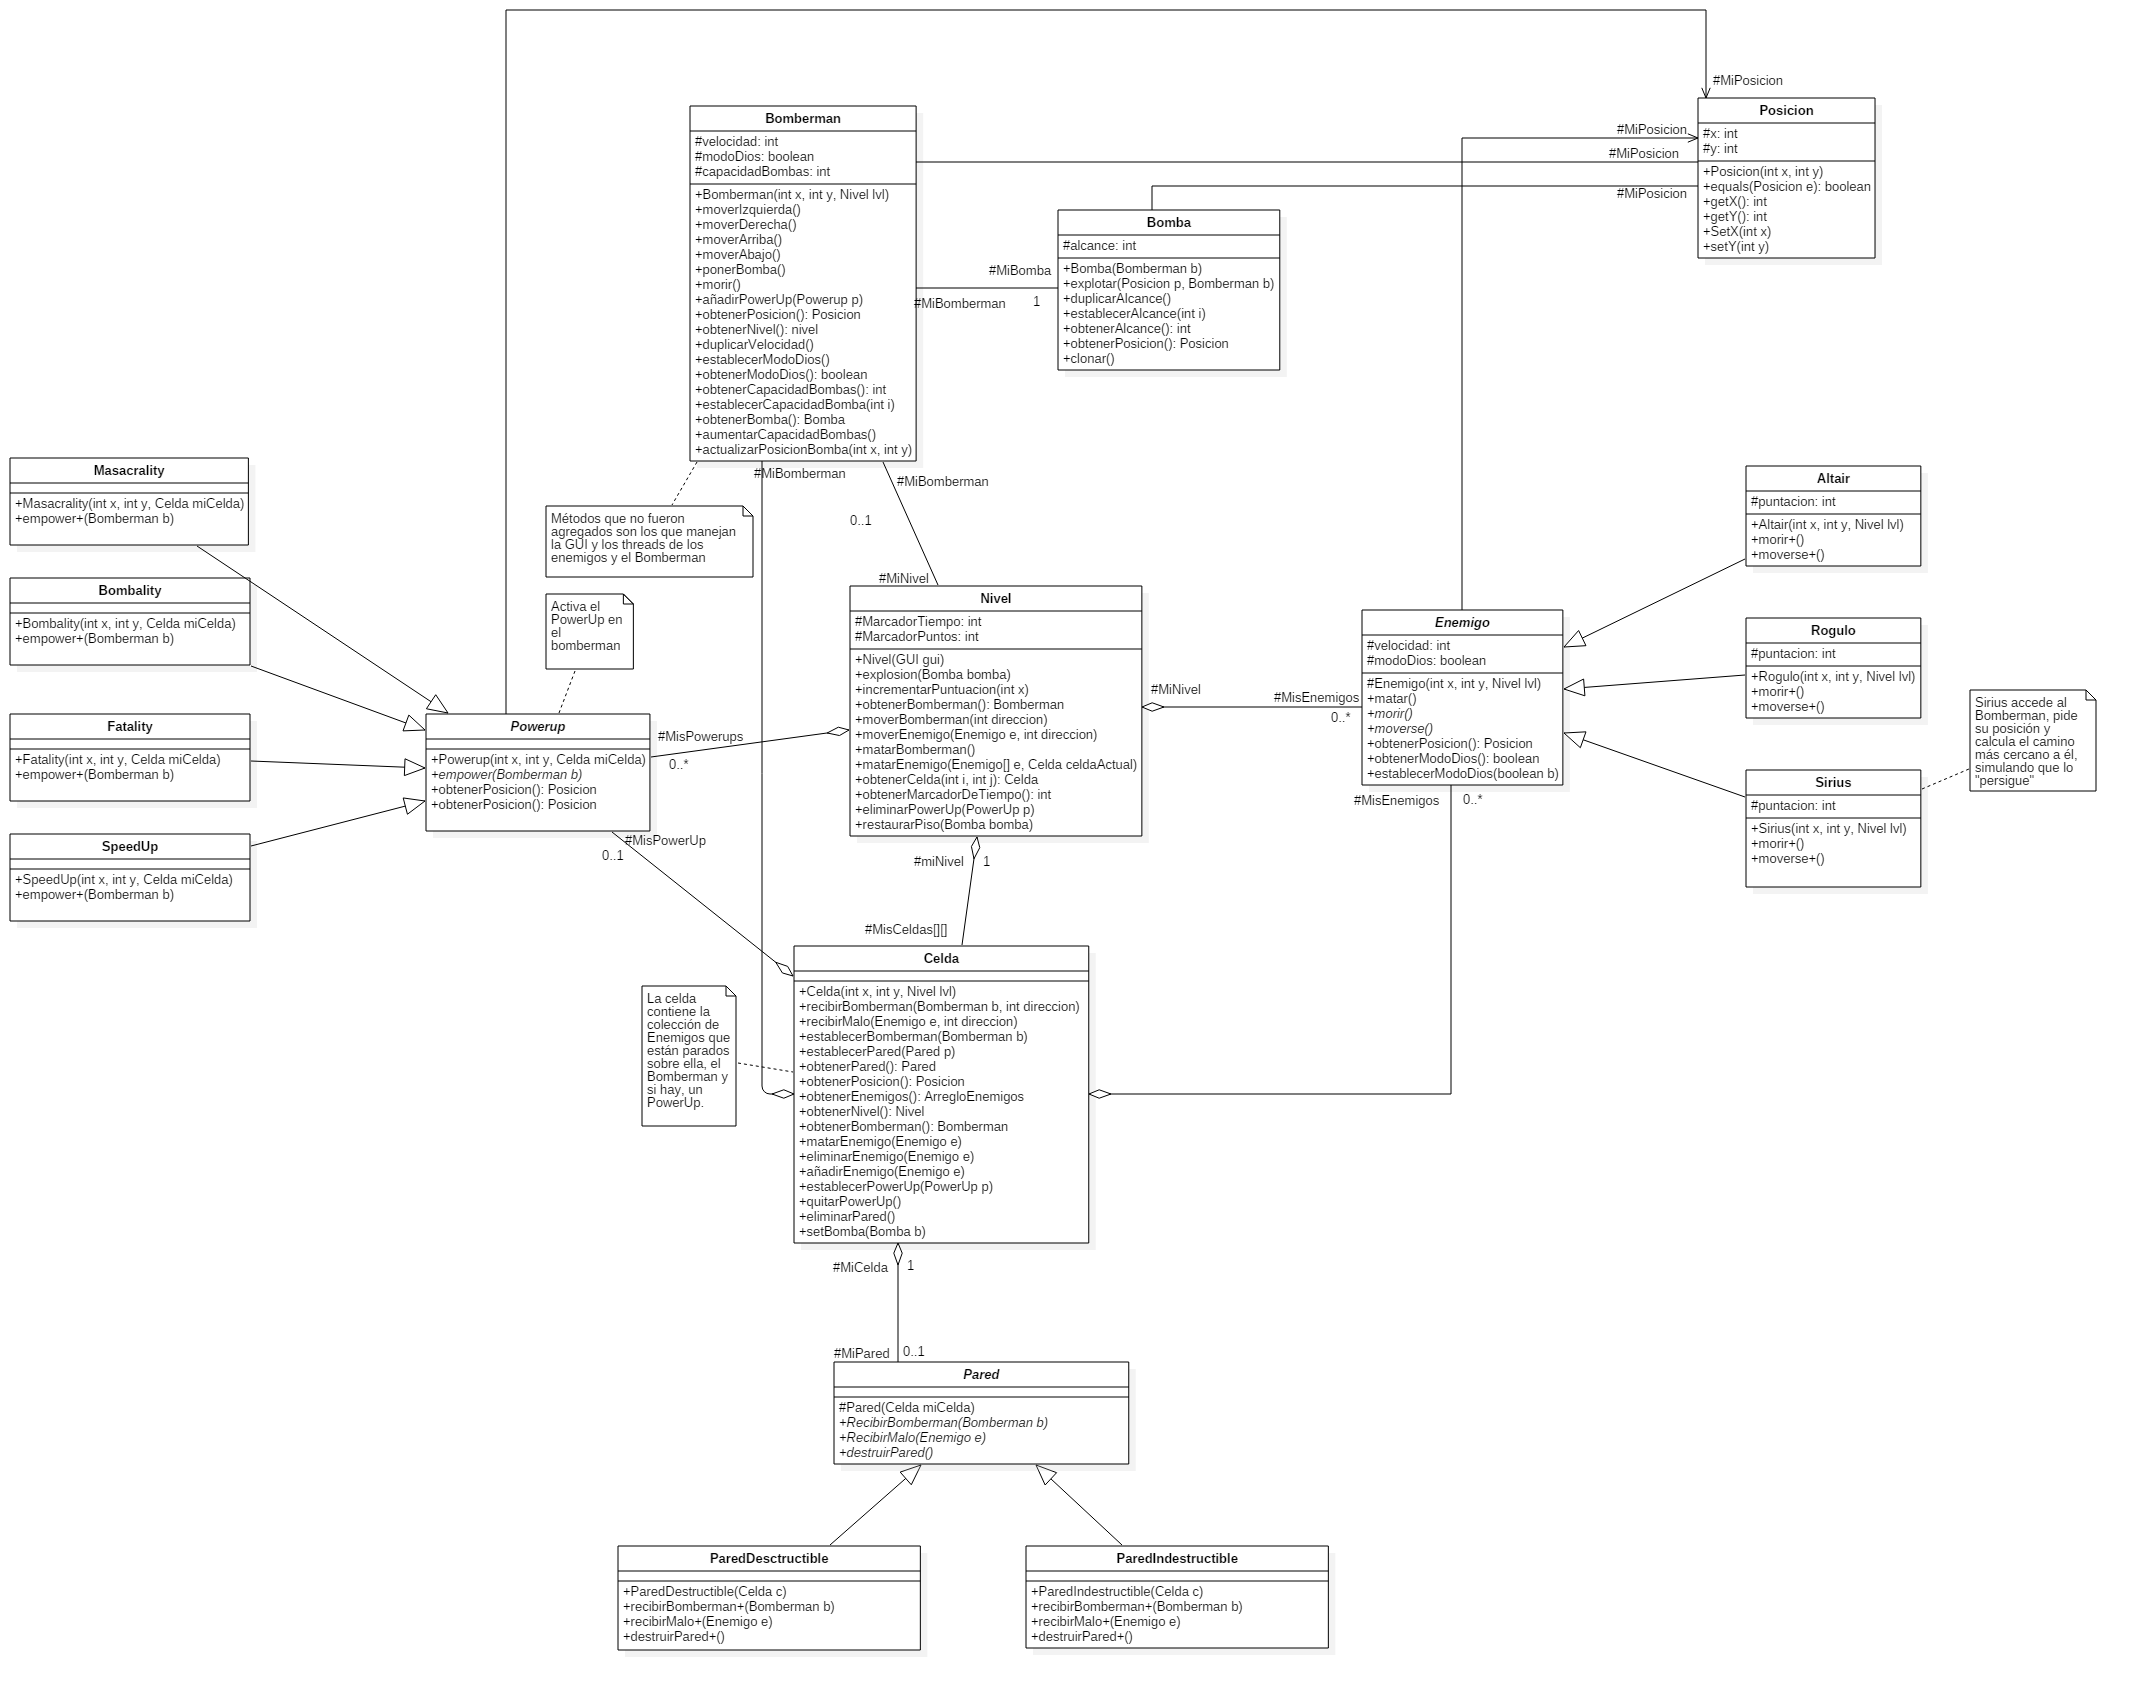 #MiPosicion
Posicion
#x: int
#y: int
+Posicion(int x, int y)
+equals(Posicion e): boolean
+getX(): int
+getY(): int
+SetX(int x)
+setY(int y)
#MiPosicion
#MiPosicion
#MiPosicion
Bomberman
#velocidad: int
#modoDios: boolean
#capacidadBombas: int
+Bomberman(int x, int y, Nivel lvl)
+moverIzquierda()
+moverDerecha()
+moverArriba()
+moverAbajo()
+ponerBomba()
+morir()
+añadirPowerUp(Powerup p)
+obtenerPosicion(): Posicion
+obtenerNivel(): nivel
+duplicarVelocidad()
+establecerModoDios()
+obtenerModoDios(): boolean
+obtenerCapacidadBombas(): int
+establecerCapacidadBomba(int i)
+obtenerBomba(): Bomba
+aumentarCapacidadBombas()
+actualizarPosicionBomba(int x, int y)
Bomba
#alcance: int
+Bomba(Bomberman b)
+explotar(Posicion p, Bomberman b)
+duplicarAlcance()
+establecerAlcance(int i)
+obtenerAlcance(): int
+obtenerPosicion(): Posicion
+clonar()
#MiBomba
#MiBomberman
1
#MiBomberman
#MiBomberman
0..1
#MiNivel
Métodos que no fueron
agregados son los que manejan
la GUI y los threads de los
enemigos y el Bomberman
Activa el
PowerUp en
el
bomberman
Masacrality
+Masacrality(int x, int y, Celda miCelda)
+empower+(Bomberman b)
Bombality
+Bombality(int x, int y, Celda miCelda)
+empower+(Bomberman b)
Fatality
+Fatality(int x, int y, Celda miCelda)
+empower+(Bomberman b)
SpeedUp
+SpeedUp(int x, int y, Celda miCelda)
+empower+(Bomberman b)
Powerup
+Powerup(int x, int y, Celda miCelda)
+empower(Bomberman b)
+obtenerPosicion(): Posicion
+obtenerPosicion(): Posicion
#MisPowerups
0..*
#MisPowerUp
0..1
Nivel
#MarcadorTiempo: int
#MarcadorPuntos: int
+Nivel(GUI gui)
+explosion(Bomba bomba)
+incrementarPuntuacion(int x)
+obtenerBomberman(): Bomberman
+moverBomberman(int direccion)
+moverEnemigo(Enemigo e, int direccion)
+matarBomberman()
+matarEnemigo(Enemigo[] e, Celda celdaActual)
+obtenerCelda(int i, int j): Celda
+obtenerMarcadorDeTiempo(): int
+eliminarPowerUp(PowerUp p)
+restaurarPiso(Bomba bomba)
#MiNivel
#MisEnemigos
0..*
Enemigo
#velocidad: int
#modoDios: boolean
#Enemigo(int x, int y, Nivel lvl)
+matar()
+morir()
+moverse()
+obtenerPosicion(): Posicion
+obtenerModoDios(): boolean
+establecerModoDios(boolean b)
#MisEnemigos
0..*
Altair
#puntacion: int
+Altair(int x, int y, Nivel lvl)
+morir+()
+moverse+()
Rogulo
#puntacion: int
+Rogulo(int x, int y, Nivel lvl)
+morir+()
+moverse+()
Sirius
#puntacion: int
+Sirius(int x, int y, Nivel lvl)
+morir+()
+moverse+()
Sirius accede al
Bomberman, pide
su posición y
calcula el camino
más cercano a él,
simulando que lo
"persigue"
#miNivel
1
#MisCeldas[][]
Celda
+Celda(int x, int y, Nivel lvl)
+recibirBomberman(Bomberman b, int direccion)
+recibirMalo(Enemigo e, int direccion)
+establecerBomberman(Bomberman b)
+establecerPared(Pared p)
+obtenerPared(): Pared
+obtenerPosicion(): Posicion
+obtenerEnemigos(): ArregloEnemigos
+obtenerNivel(): Nivel
+obtenerBomberman(): Bomberman
+matarEnemigo(Enemigo e)
+eliminarEnemigo(Enemigo e)
+añadirEnemigo(Enemigo e)
+establecerPowerUp(PowerUp p)
+quitarPowerUp()
+eliminarPared()
+setBomba(Bomba b)
La celda
contiene la
colección de
Enemigos que
están parados
sobre ella, el
Bomberman y
si hay, un
PowerUp.
#MiCelda
1
#MiPared
0..1
Pared
#Pared(Celda miCelda)
+RecibirBomberman(Bomberman b)
+RecibirMalo(Enemigo e)
+destruirPared()
ParedDesctructible
+ParedDestructible(Celda c)
+recibirBomberman+(Bomberman b)
+recibirMalo+(Enemigo e)
+destruirPared+()
ParedIndestructible
+ParedIndestructible(Celda c)
+recibirBomberman+(Bomberman b)
+recibirMalo+(Enemigo e)
+destruirPared+()